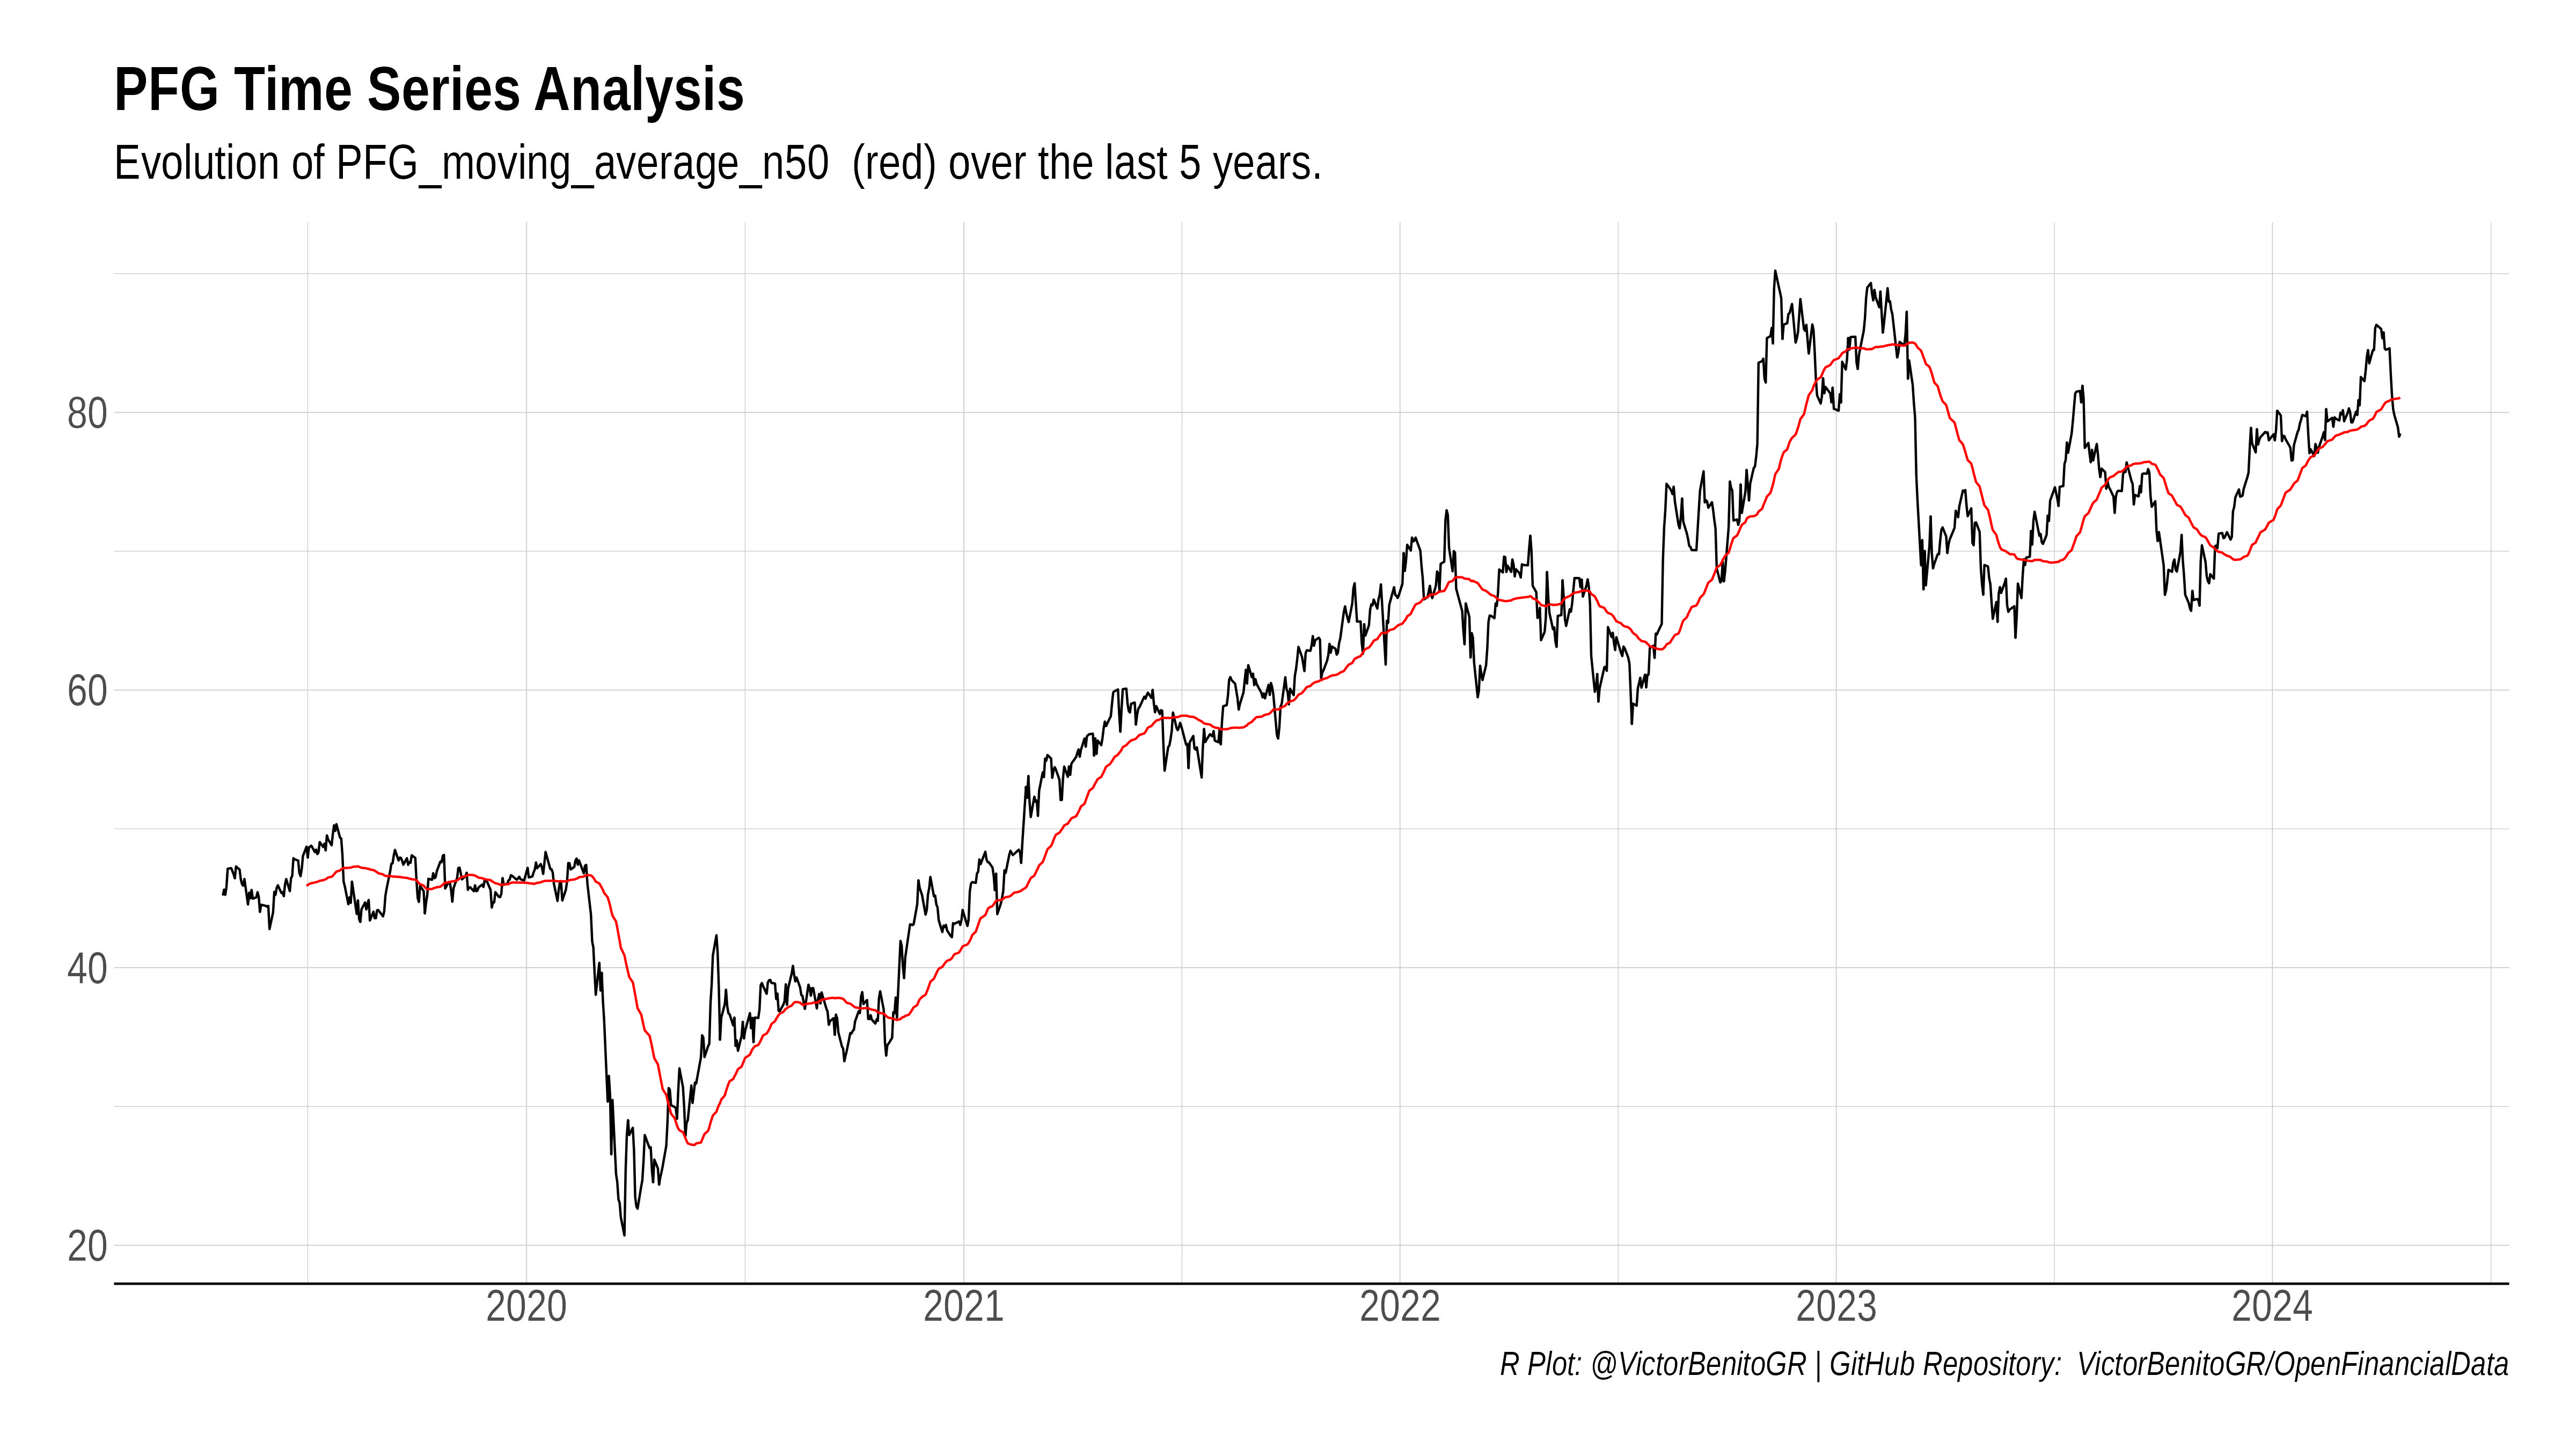 PFG Time Series Analysis
Evolution of PFG_moving_average_n50  (red) over the last 5 years.
80
60
40
20
2020 2021 2022 2023 2024
R Plot: @VictorBenitoGR | GitHub Repository:  VictorBenitoGR/OpenFinancialData